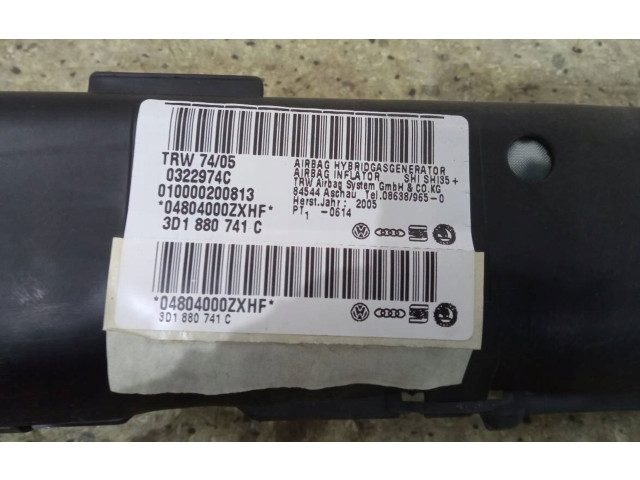 TRW 74/05
0322974C
010000200813
*04804000ZXHF*
3D1 880 741 C
AIRBAG HYBRIDGASGENERATOR
AIRBAG INFLATOR SHI SHI35+
TRW Airbag System GmbH & CO.KG
84544 Aschau Tel.08638/965-0
Herst.Jahr: 2005
PT1 -0614
*04804000ZXHF*
3D1 880 741 C